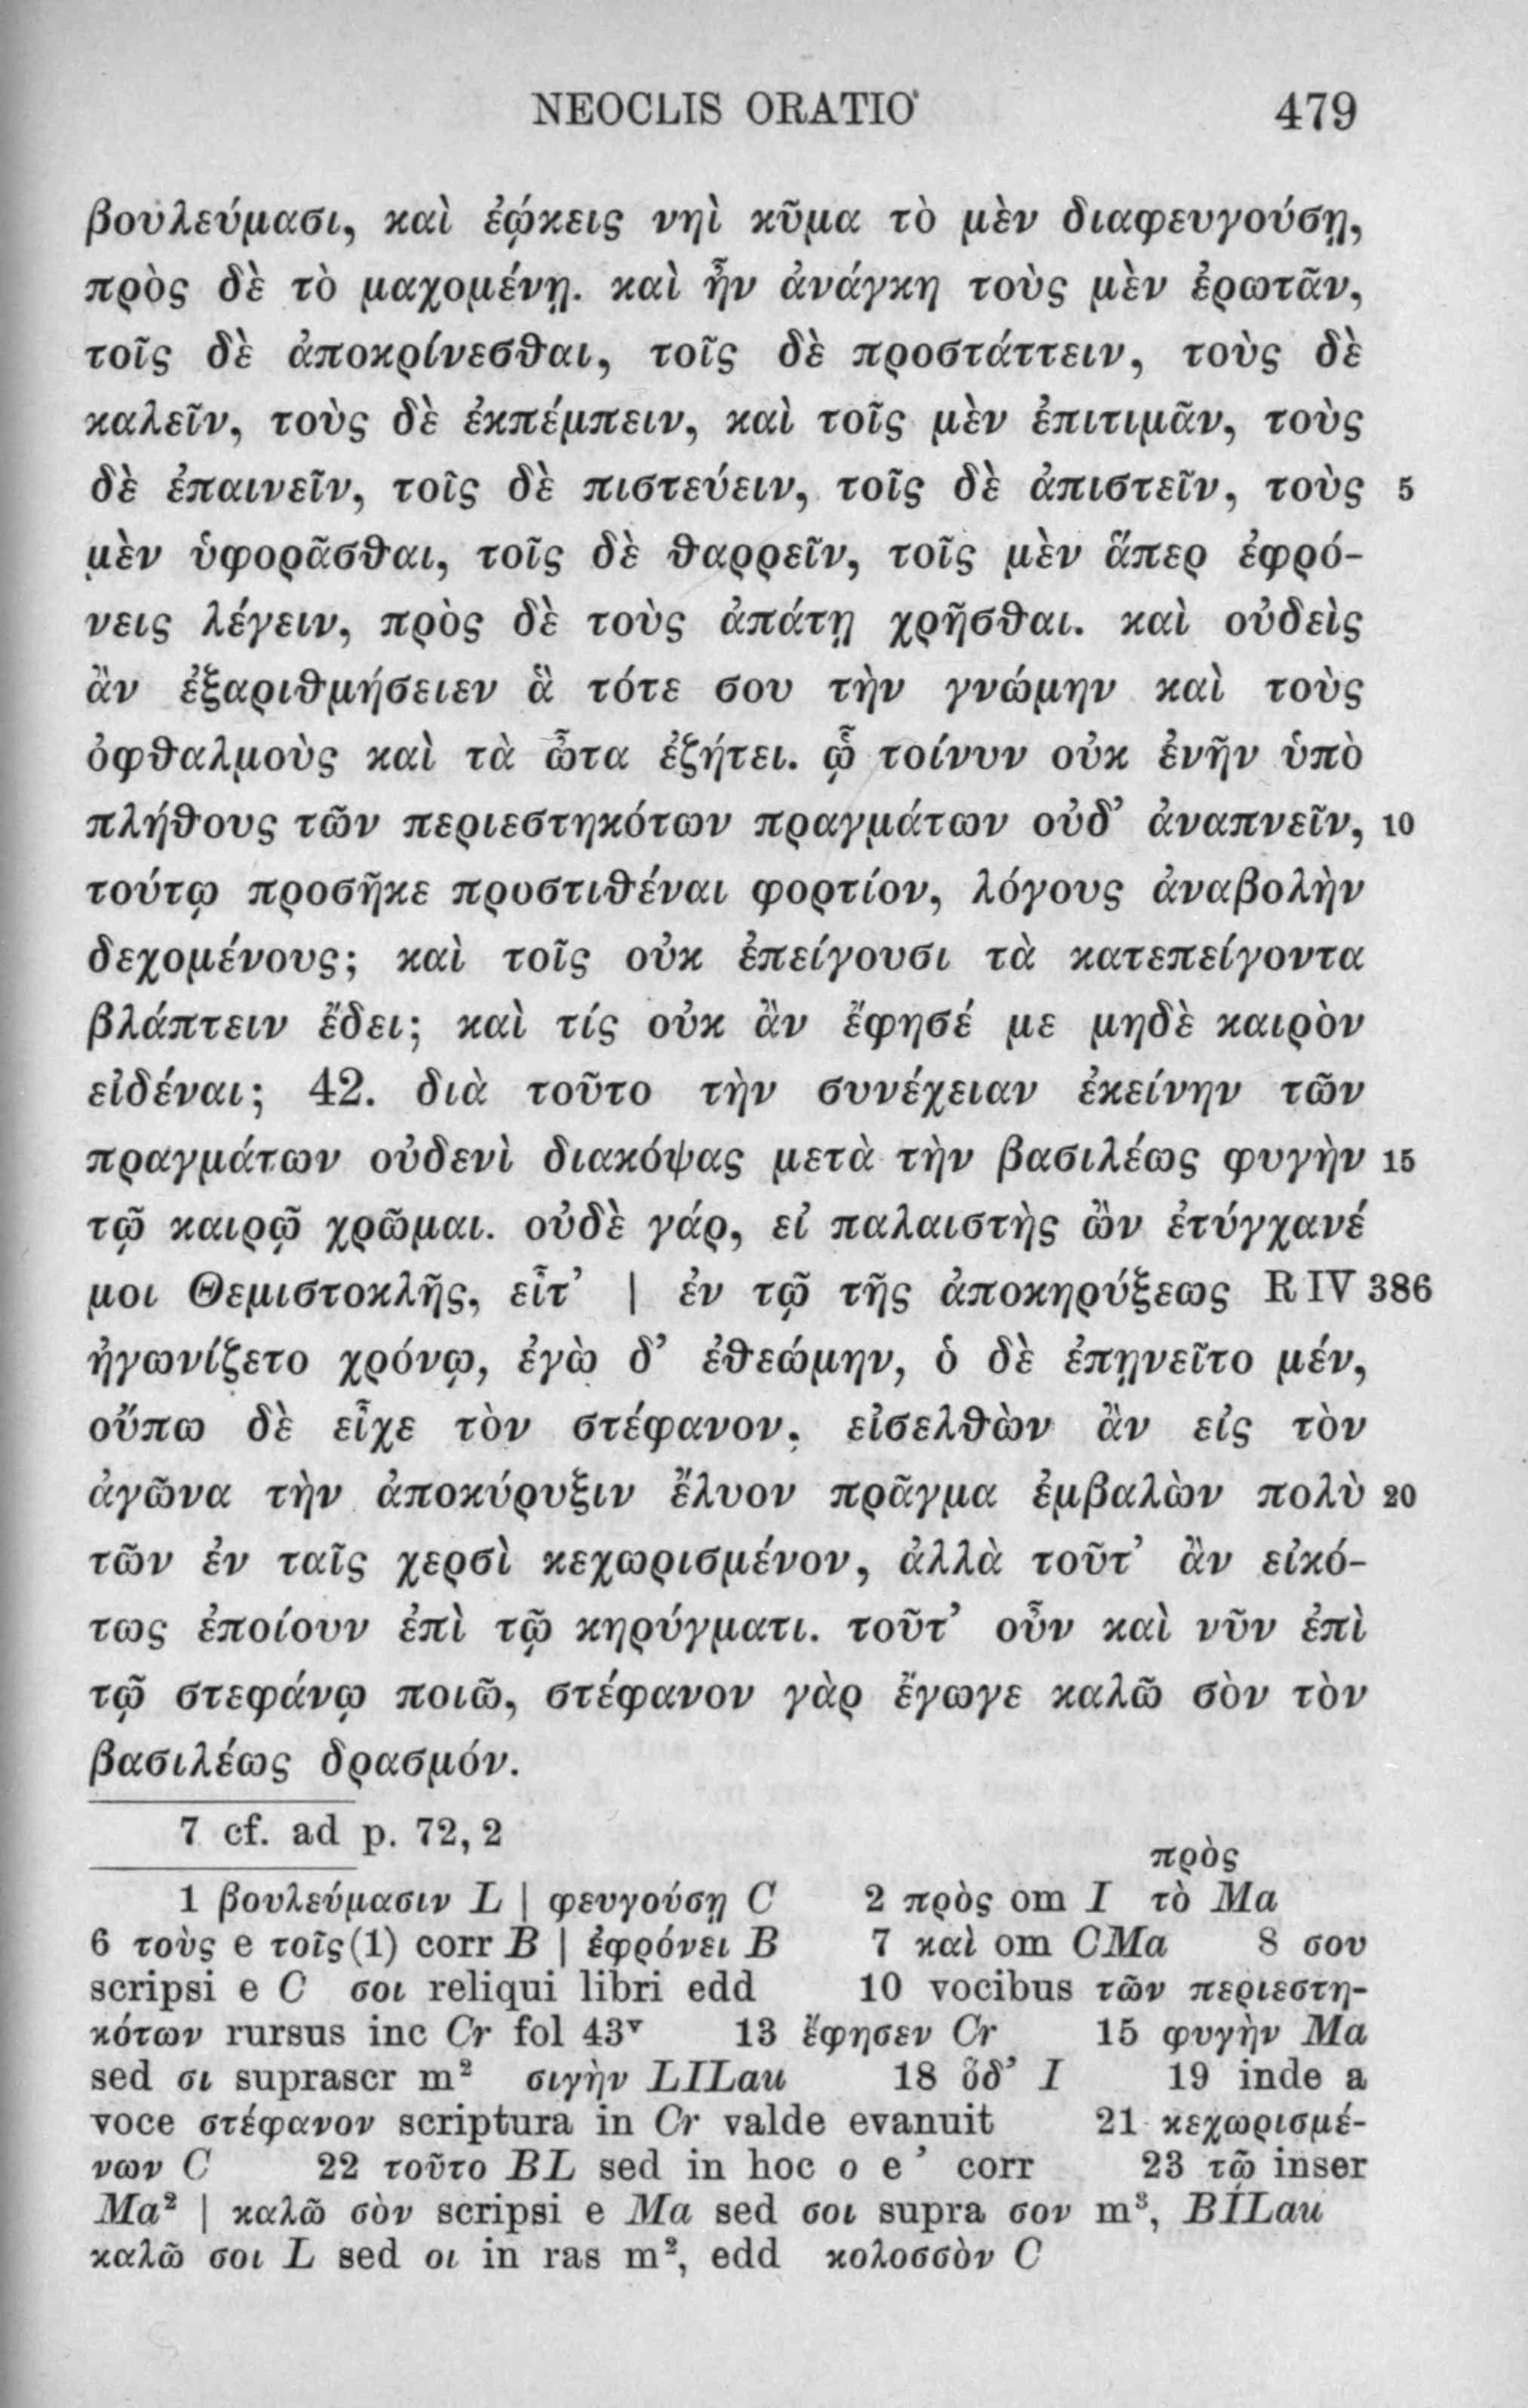 NEOCLIS ORATIO 479
βουλεύμασι, καὶ ἐῴκεις νηὶ κῦμα τὸ μὲν διαφευγούσῃ,
πρὸς δὲ τὸ μαχομένῃ. καὶ ἦν ἀνάγκη τοὺς μὲν ἐρωτᾶν,
τοῖς δὲ ἀποκρίνεσθαι, τοῖς δὲ προστάττειν, τοὺς δὲ
καλεῖν, τοὺς δὲ ἐκπέμπειν, καὶ τοῖς μὲν ἐπιτιμᾶν, τοὺς
δὲ ἐπαινεῖν, τοῖς δὲ πιστεύειν, τοῖς δὲ ἀπιστεῖν, τοὺς 5
μὲν ὑφορᾶσθαι, τοῖς δὲ θαρρεῖν, τοῖς μὲν ἅπερ ἐφρό-
νεις λέγειν, πρὸς δὲ τοὺς ἀπάτῃ χρῆσθαι. καὶ οὐδεὶς
ἂν ἐξαριθμήσειεν ἃ τότε σου τὴν γνώμην καὶ τοὺς
ὀφθαλμοὺς καὶ τὰ ὦτα ἐζήτει. ᾧ τοίνυν οὐκ ἐνῆν ὑπὸ
πλήθους τῶν περιεστηκότων πραγμάτων οὐδ’ ἀναπνεῖν, 10
τούτῳ προσῆκε προστιθέναι φορτίον, λόγους ἀναβολὴν
δεχομένους; καὶ τοῖς οὐκ ἐπείγουσι τὰ κατεπείγοντα
βλάπτειν ἔδει; καὶ τίς οὐκ ἂν ἔφησέ με μηδὲ καιρὸν
εἰδέναι; 42. διὰ τοῦτο τὴν συνέχειαν ἐκείνην τῶν
πραγμάτων οὐδενὶ διακόψας μετὰ τὴν βασιλέως φυγὴν 15
τῷ καιρῷ χρῶμαι. οὐδὲ γάρ, εἰ παλαιστὴς ὢν ἐτύγχανέ
μοι Θεμιστοκλῆς, εἶτ’ | ἐν τῷ τῆς ἀποκηρύξεως R IV 386
ἠγωνίζετο χρόνῳ, ἐγὼ δ’ ἐθεώμην, ὁ δὲ ἐπῃνεῖτο μέν,
οὔπω δὲ εἶχε τὸν στέφανον, εἰσελθὼν ἂν εἰς τὸν
ἀγῶνα τὴν ἀποκύρυξιν ἔλυον πρᾶγμα ἐμβαλὼν πολὺ 20
τῶν ἐν ταῖς χερσὶ κεχωρισμένον, ἀλλὰ τοῦτ’ ἂν εἰκό-
τως ἐποίουν ἐπὶ τῷ κηρύγματι. τοῦτ’ οὖν καὶ νῦν ἐπὶ
τῷ στεφάνῳ ποιῶ, στέφανον γὰρ ἔγωγε καλῶ σὸν τὸν
βασιλέως δρασμόν.
7 cf. ad p. 72, 2
πρὸς
1 βουλεύμασιν L | φευγούσῃ C 2 πρὸς om I τὸ Ma
6 τοὺς e τοῖς(1) corr B | ἐφρόνει B 7 καὶ om CMa 8 σου
scripsi e C σοι reliqui libri edd 10 vocibus τῶν περιεστη-
κότων rursus inc Cr fol 43v 13 ἔφησεν Cr 15 φυγὴν Ma
sed σι suprascr m² σιγὴν LILau 18 ὅδ’ I 19 inde a
voce στέφανον scriptura in Cr valde evanuit 21 κεχωρισμέ-
νων C 22 τοῦτο BL sed in hoc o e ’ corr 23 τῶ inser
Ma² | καλῶ σὸν scripsi e Ma sed σοι supra σον m³, BILau
καλῶ σοι L sed οι in ras m², edd κολοσσὸν C